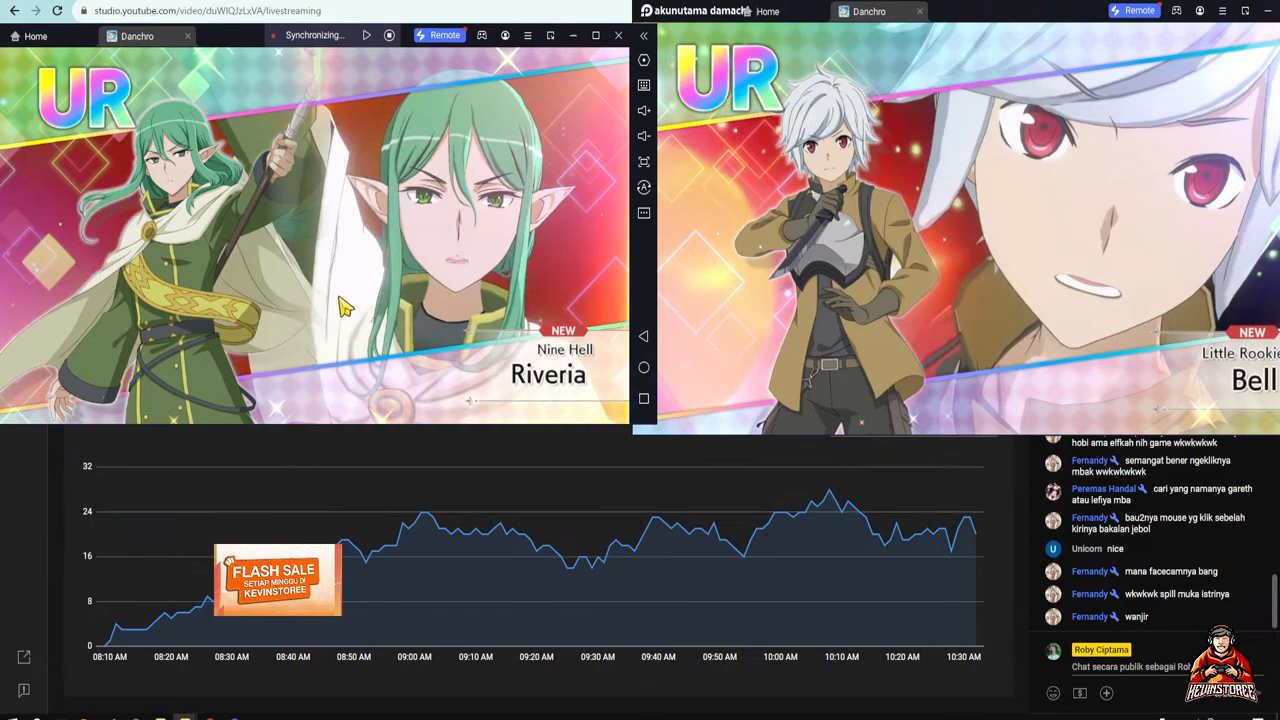 studio.youtube.com/video/duWlQJzLxVA/livestreaming
Home
Danchro
Synchronizing...
Remote
UR
NEW
Nine Hell
Riveria
akunutama damach
Home
Danchro
Remote
UR
NEW
Little Rookie
Bell
32
24
16
8
0
08:10 AM
08:20 AM
08:30 AM
08:40 AM
08:50 AM
09:00 AM
09:10 AM
09:20 AM
09:30 AM
09:40 AM
09:50 AM
10:00 AM
10:10 AM
10:20 AM
10:30 AM
FLASH SALE
SETIAP MINGGU DI
KEVINSTOREE
hobi ama elfkah nih game wkwkwkwk
Fernandy semangat bener ngekliknya
mbak wwkwkwkwk
Peremas Handal cari yang namanya gareth
atau lefiya mba
Fernandy bau2nya mouse yg klik sebelah
kirinya bakalan jebol
Unicorn nice
Fernandy mana facecamnya bang
Fernandy wkwkwk spill muka istrinya
Fernandy wanjir
Roby Ciptama
Chat secara publik sebagai Ro
KEVINSTOREE